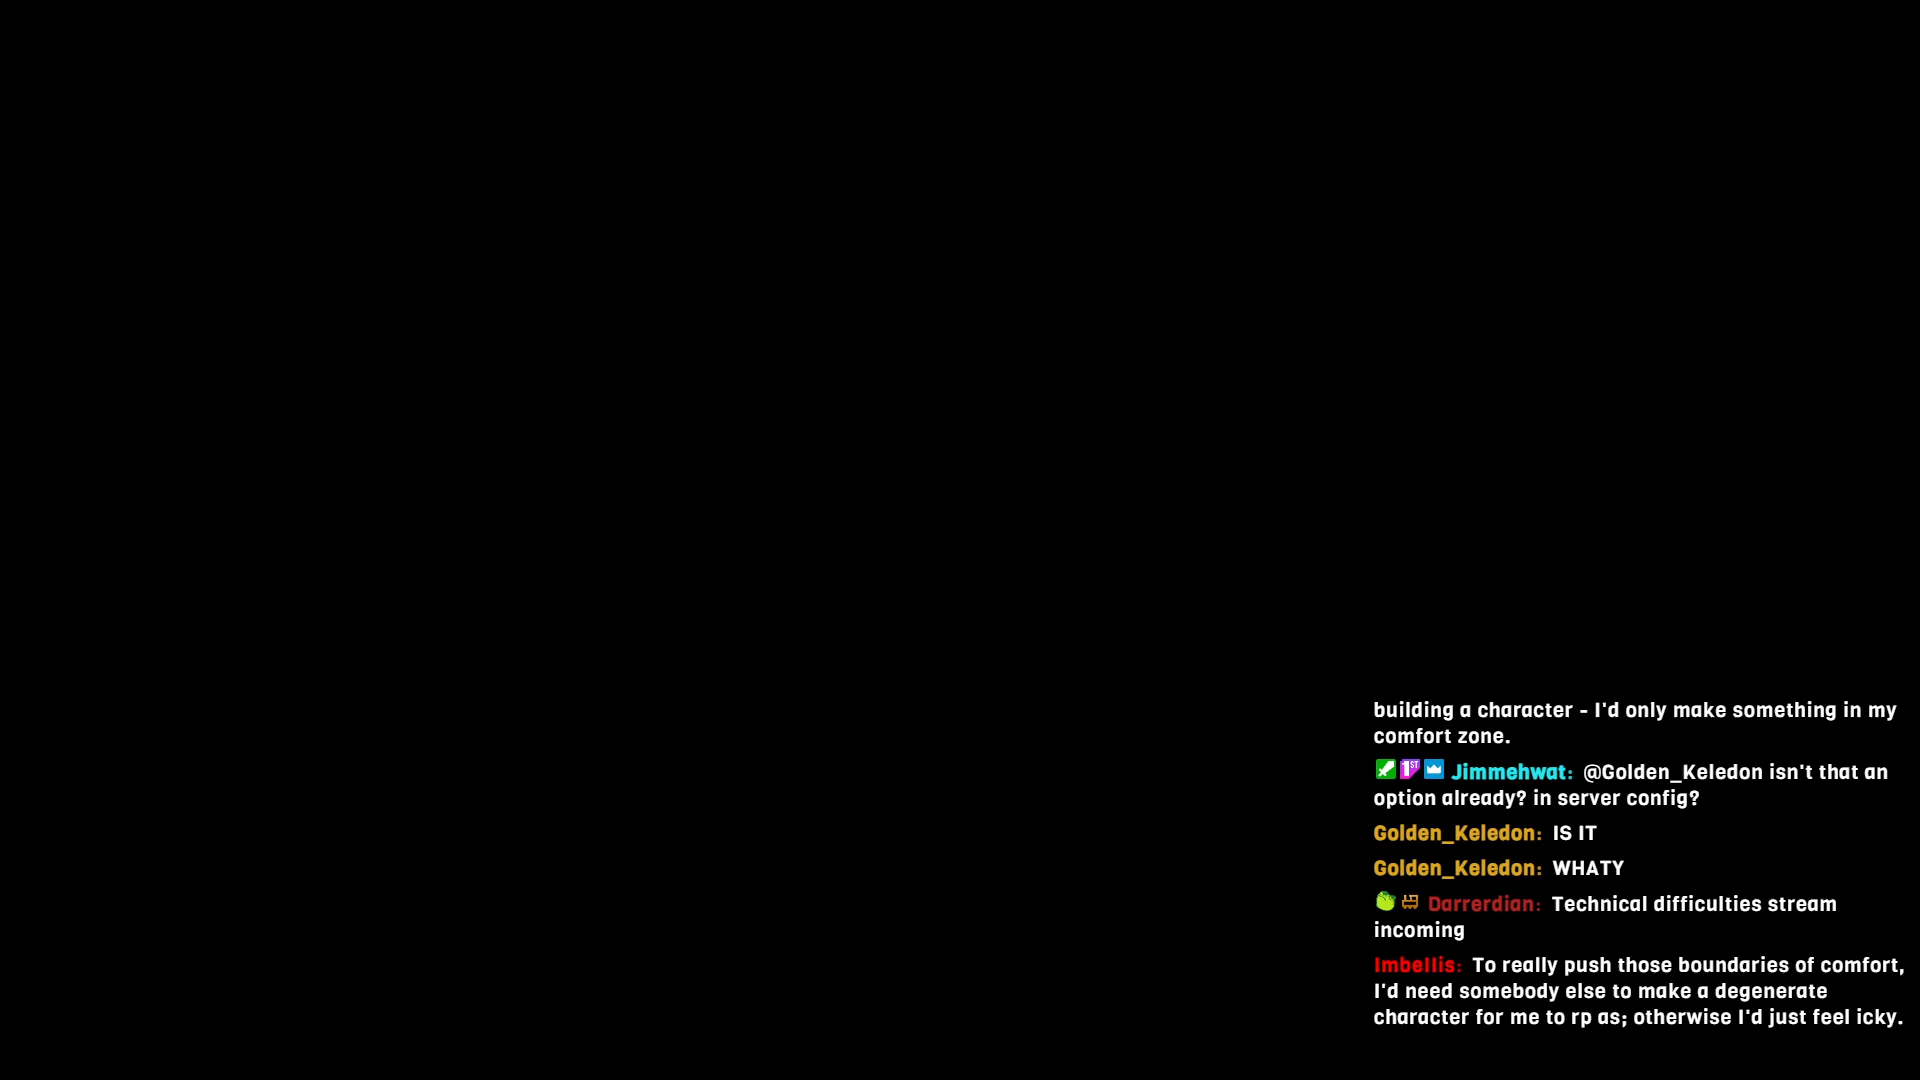 building a character - I'd only make something in my
comfort zone.
Jimmehwat: @Golden_Keledon isn't that an
option already? in server config?
Golden_Keledon: IS IT
Golden_Keledon: WHATY
Darrerdian: Technical difficulties stream
incoming
Imbellis: To really push those boundaries of comfort,
I'd need somebody else to make a degenerate
character for me to rp as; otherwise I'd just feel icky.